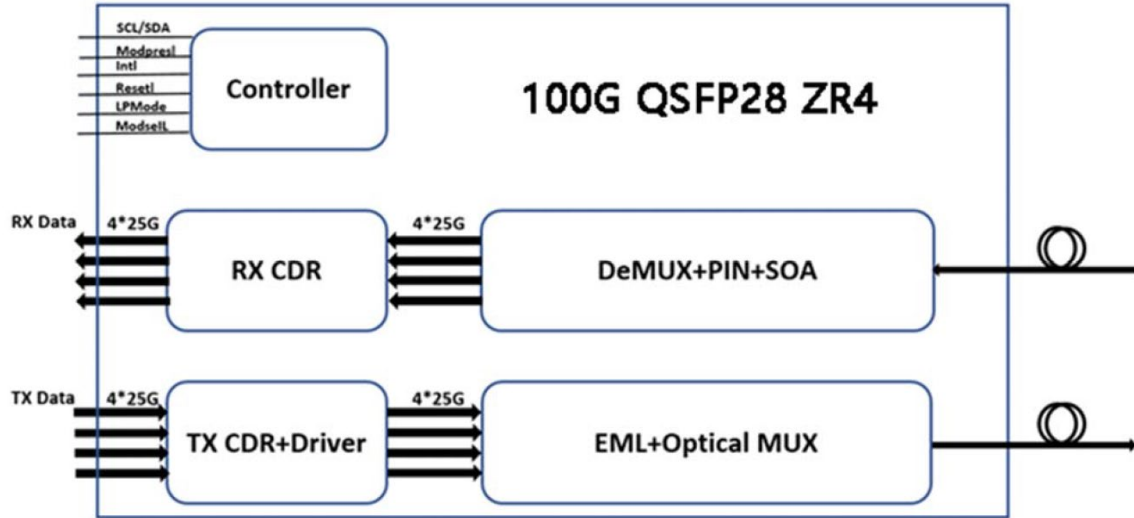 SCL/SDA
Modpresl
Intl
Resetl
LPMode
ModselL
Controller
100G QSFP28 ZR4
RX Data
4*25G
4*25G
RX CDR
DeMUX+PIN+SOA
TX Data
4*25G
4*25G
TX CDR+Driver
EML+Optical MUX